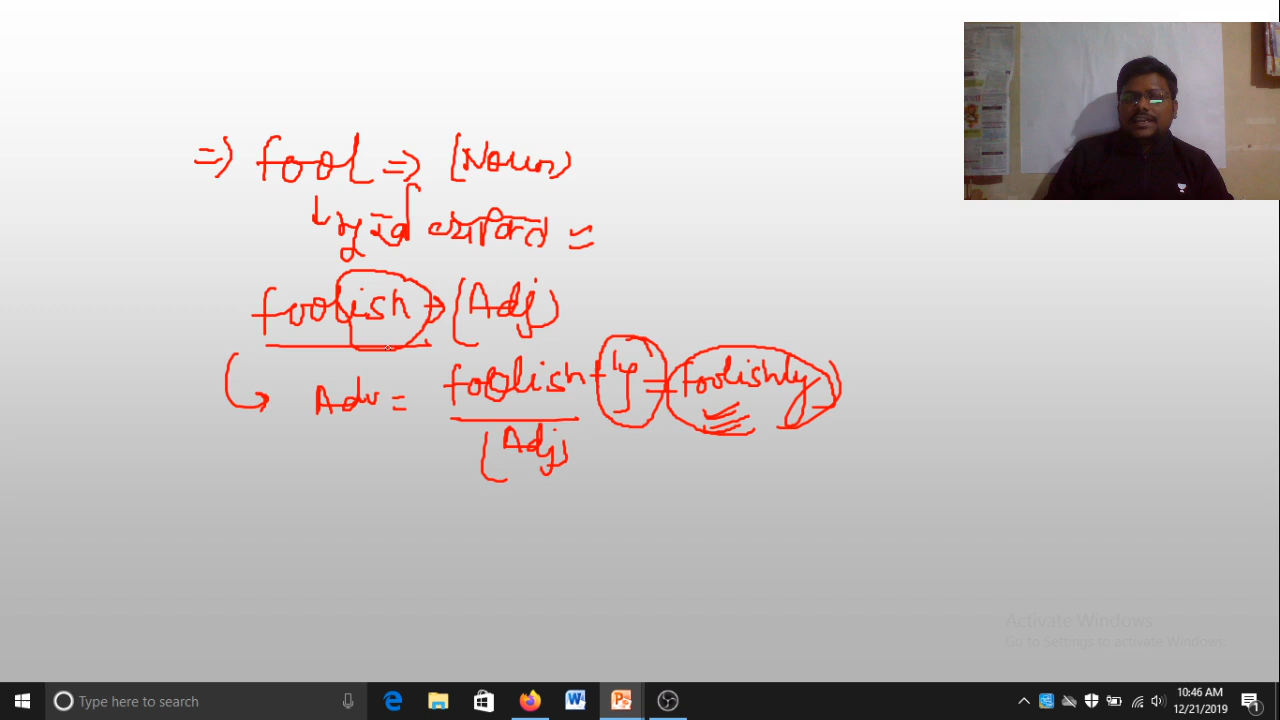 => fool => (Noun)
foolish → (Adj)
Adv = foolish + ly = foolishly
(Adj)
Activate Windows
Go to Settings to activate Windows
Type here to search
10:46 AM
12/21/2019
1